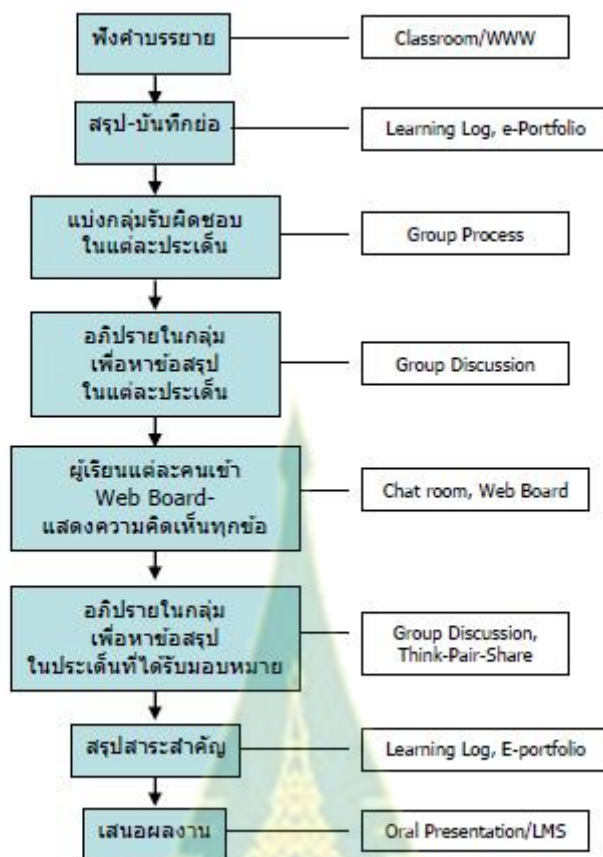 ฟังคำบรรยาย
Classroom/WWW
สรุป-บันทึกย่อ
Learning Log, e-Portfolio
แบ่งกลุ่มรับผิดชอบ
ในแต่ละประเด็น
Group Process
อภิปรายในกลุ่ม
เพื่อหาข้อสรุป
ในแต่ละประเด็น
Group Discussion
ผู้เรียนแต่ละคนเข้า
Web Board-
แสดงความคิดเห็นทุกข้อ
Chat room, Web Board
อภิปรายในกลุ่ม
เพื่อหาข้อสรุป
ในประเด็นที่ได้รับมอบหมาย
Group Discussion,
Think-Pair-Share
สรุปสาระสำคัญ
Learning Log, E-portfolio
เสนอผลงาน
Oral Presentation/LMS